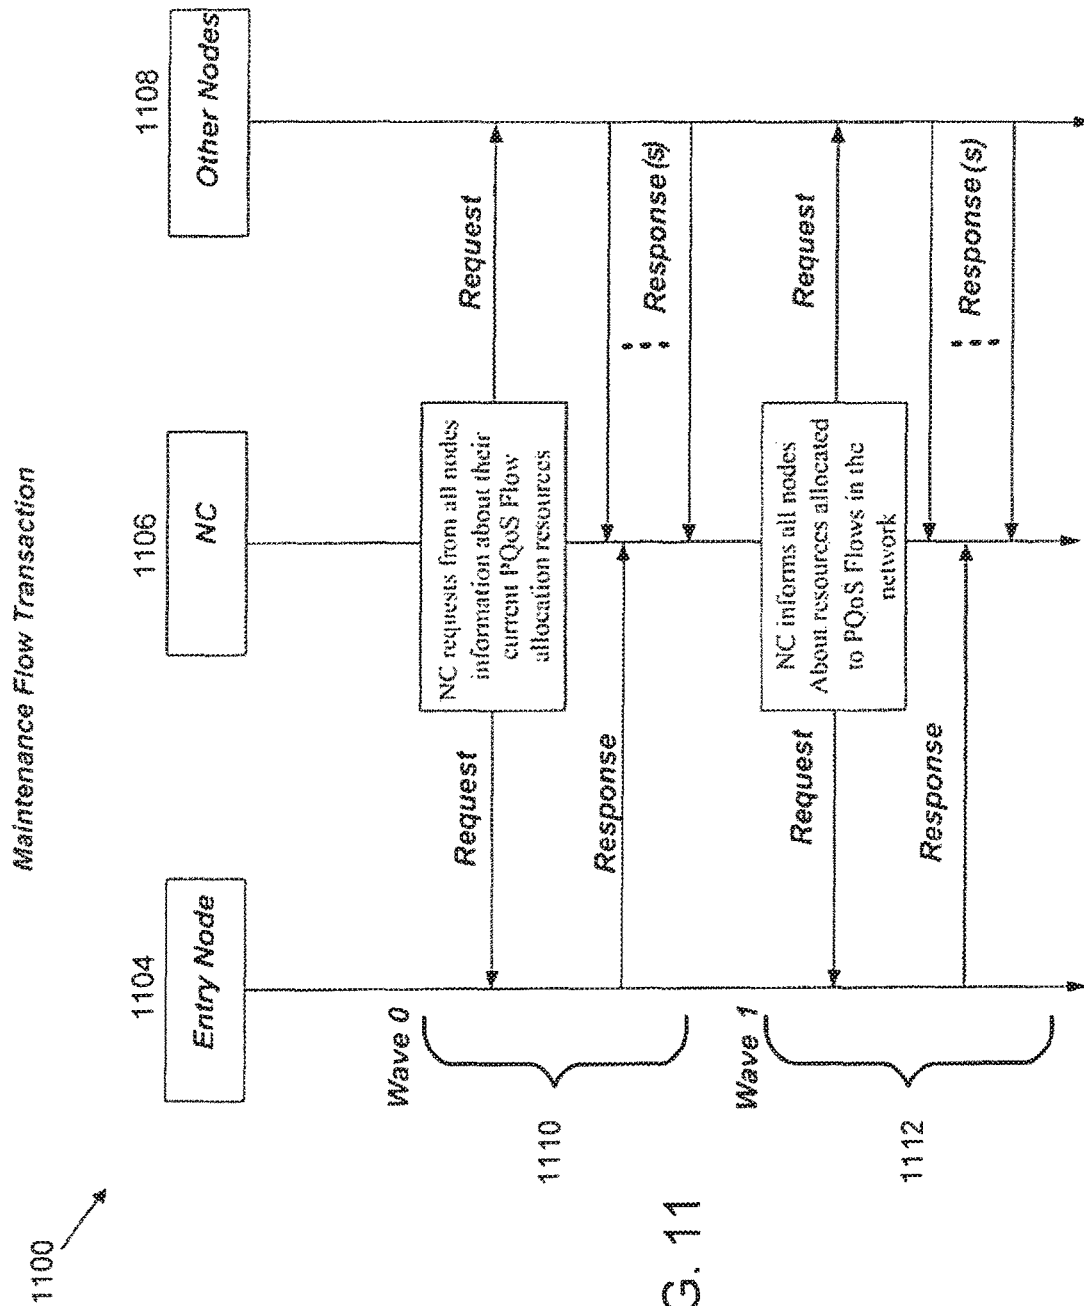 1100
Maintenance Flow Transaction
1104
1106
1108
Entry Node
NC
Other Nodes
Wave 0
1110
NC requests from all nodes
information about their
current PQoS Flow
allocation resources
Request
Request
Response
Response(s)
Wave 1
1112
NC informs all nodes
About resources allocated
to PQoS Flows in the
network
Request
Request
Response
Response(s)
G. 11